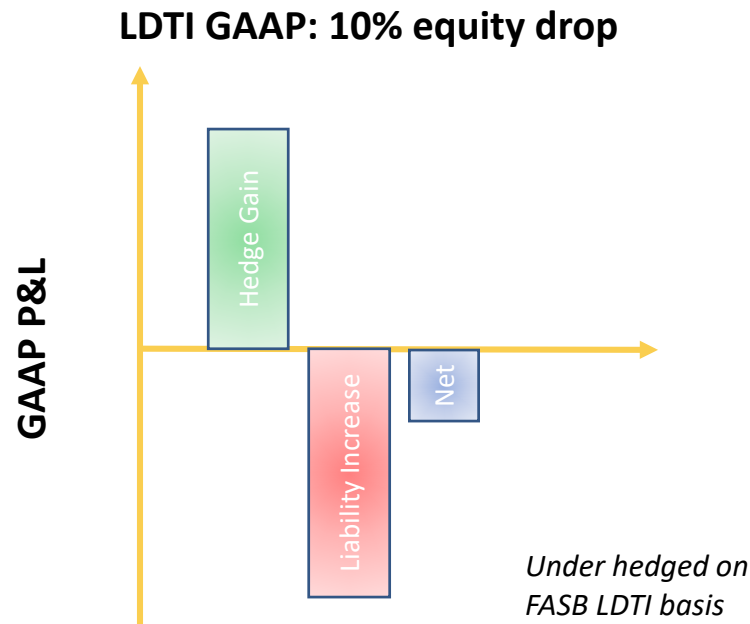 LDTI GAAP: 10% equity drop
GAAP P&L
Hedge Gain
Liability Increase
Net
Under hedged on
FASB LDTI basis